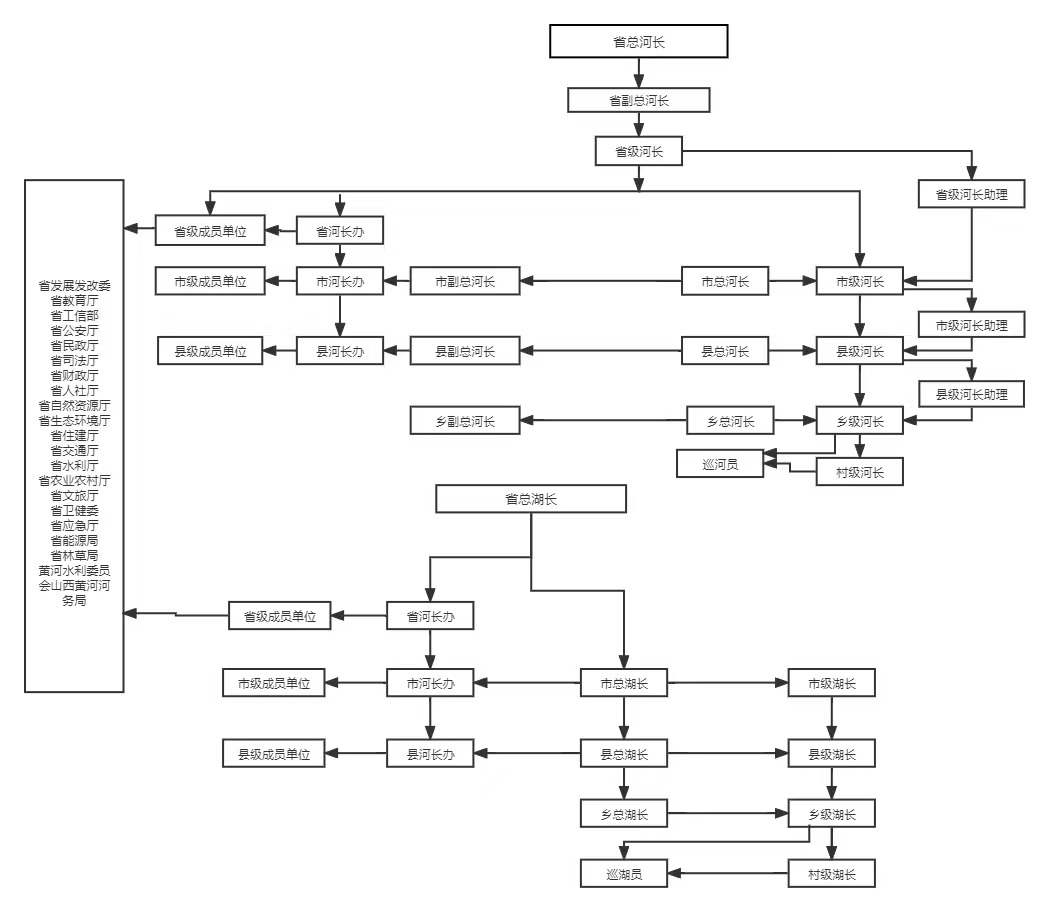 省总河长
省副总河长
省级河长
省级河长助理
省级成员单位
省河长办
市级成员单位
市河长办
市副总河长
市总河长
市级河长
市级河长助理
县级成员单位
县河长办
县副总河长
县总河长
县级河长
县级河长助理
乡副总河长
乡总河长
乡级河长
巡河员
村级河长
省发展发改委
省教育厅
省工信部
省公安厅
省民政厅
省司法厅
省财政厅
省人社厅
省自然资源厅
省生态环境厅
省住建厅
省交通厅
省水利厅
省农业农村厅
省文旅厅
省卫健委
省应急厅
省能源局
省林草局
黄河水利委员
会山西黄河河
务局
省总湖长
省级成员单位
省河长办
市级成员单位
市河长办
市总湖长
市级湖长
县级成员单位
县河长办
县总湖长
县级湖长
乡总湖长
乡级湖长
巡湖员
村级湖长